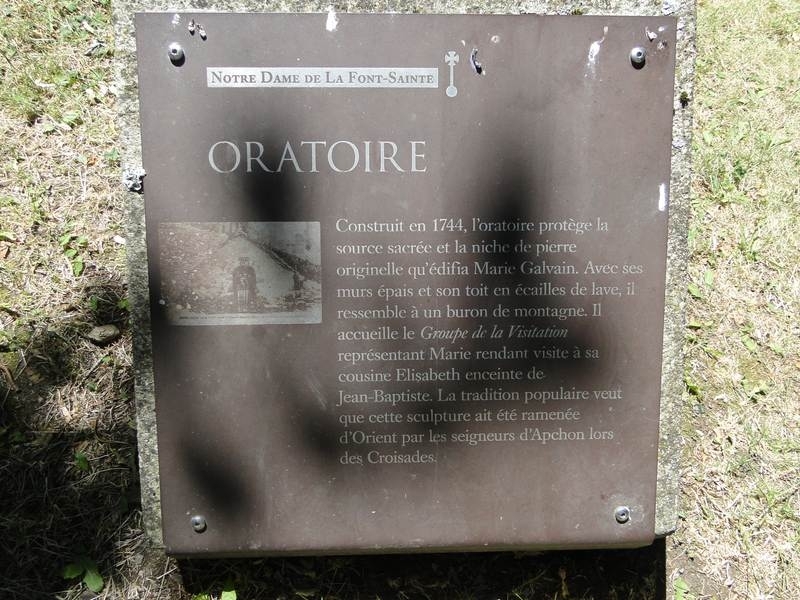 NOTRE DAME DE LA FONT-SAINTE
ORATOIRE
Construit en 1744, l'oratoire protège la
source sacrée et la niche de pierre
originelle qu'édifia Marie Galvain. Avec ses
murs épais et son toit en écailles de lave, il
ressemble à un buron de montagne. Il
accueille le Groupe de la Visitation
représentant Marie rendant visite à sa
cousine Elisabeth enceinte de
Jean-Baptiste. La tradition populaire veut
que cette sculpture ait été ramenée
d'Orient par les seigneurs d'Apchon lors
des Croisades.